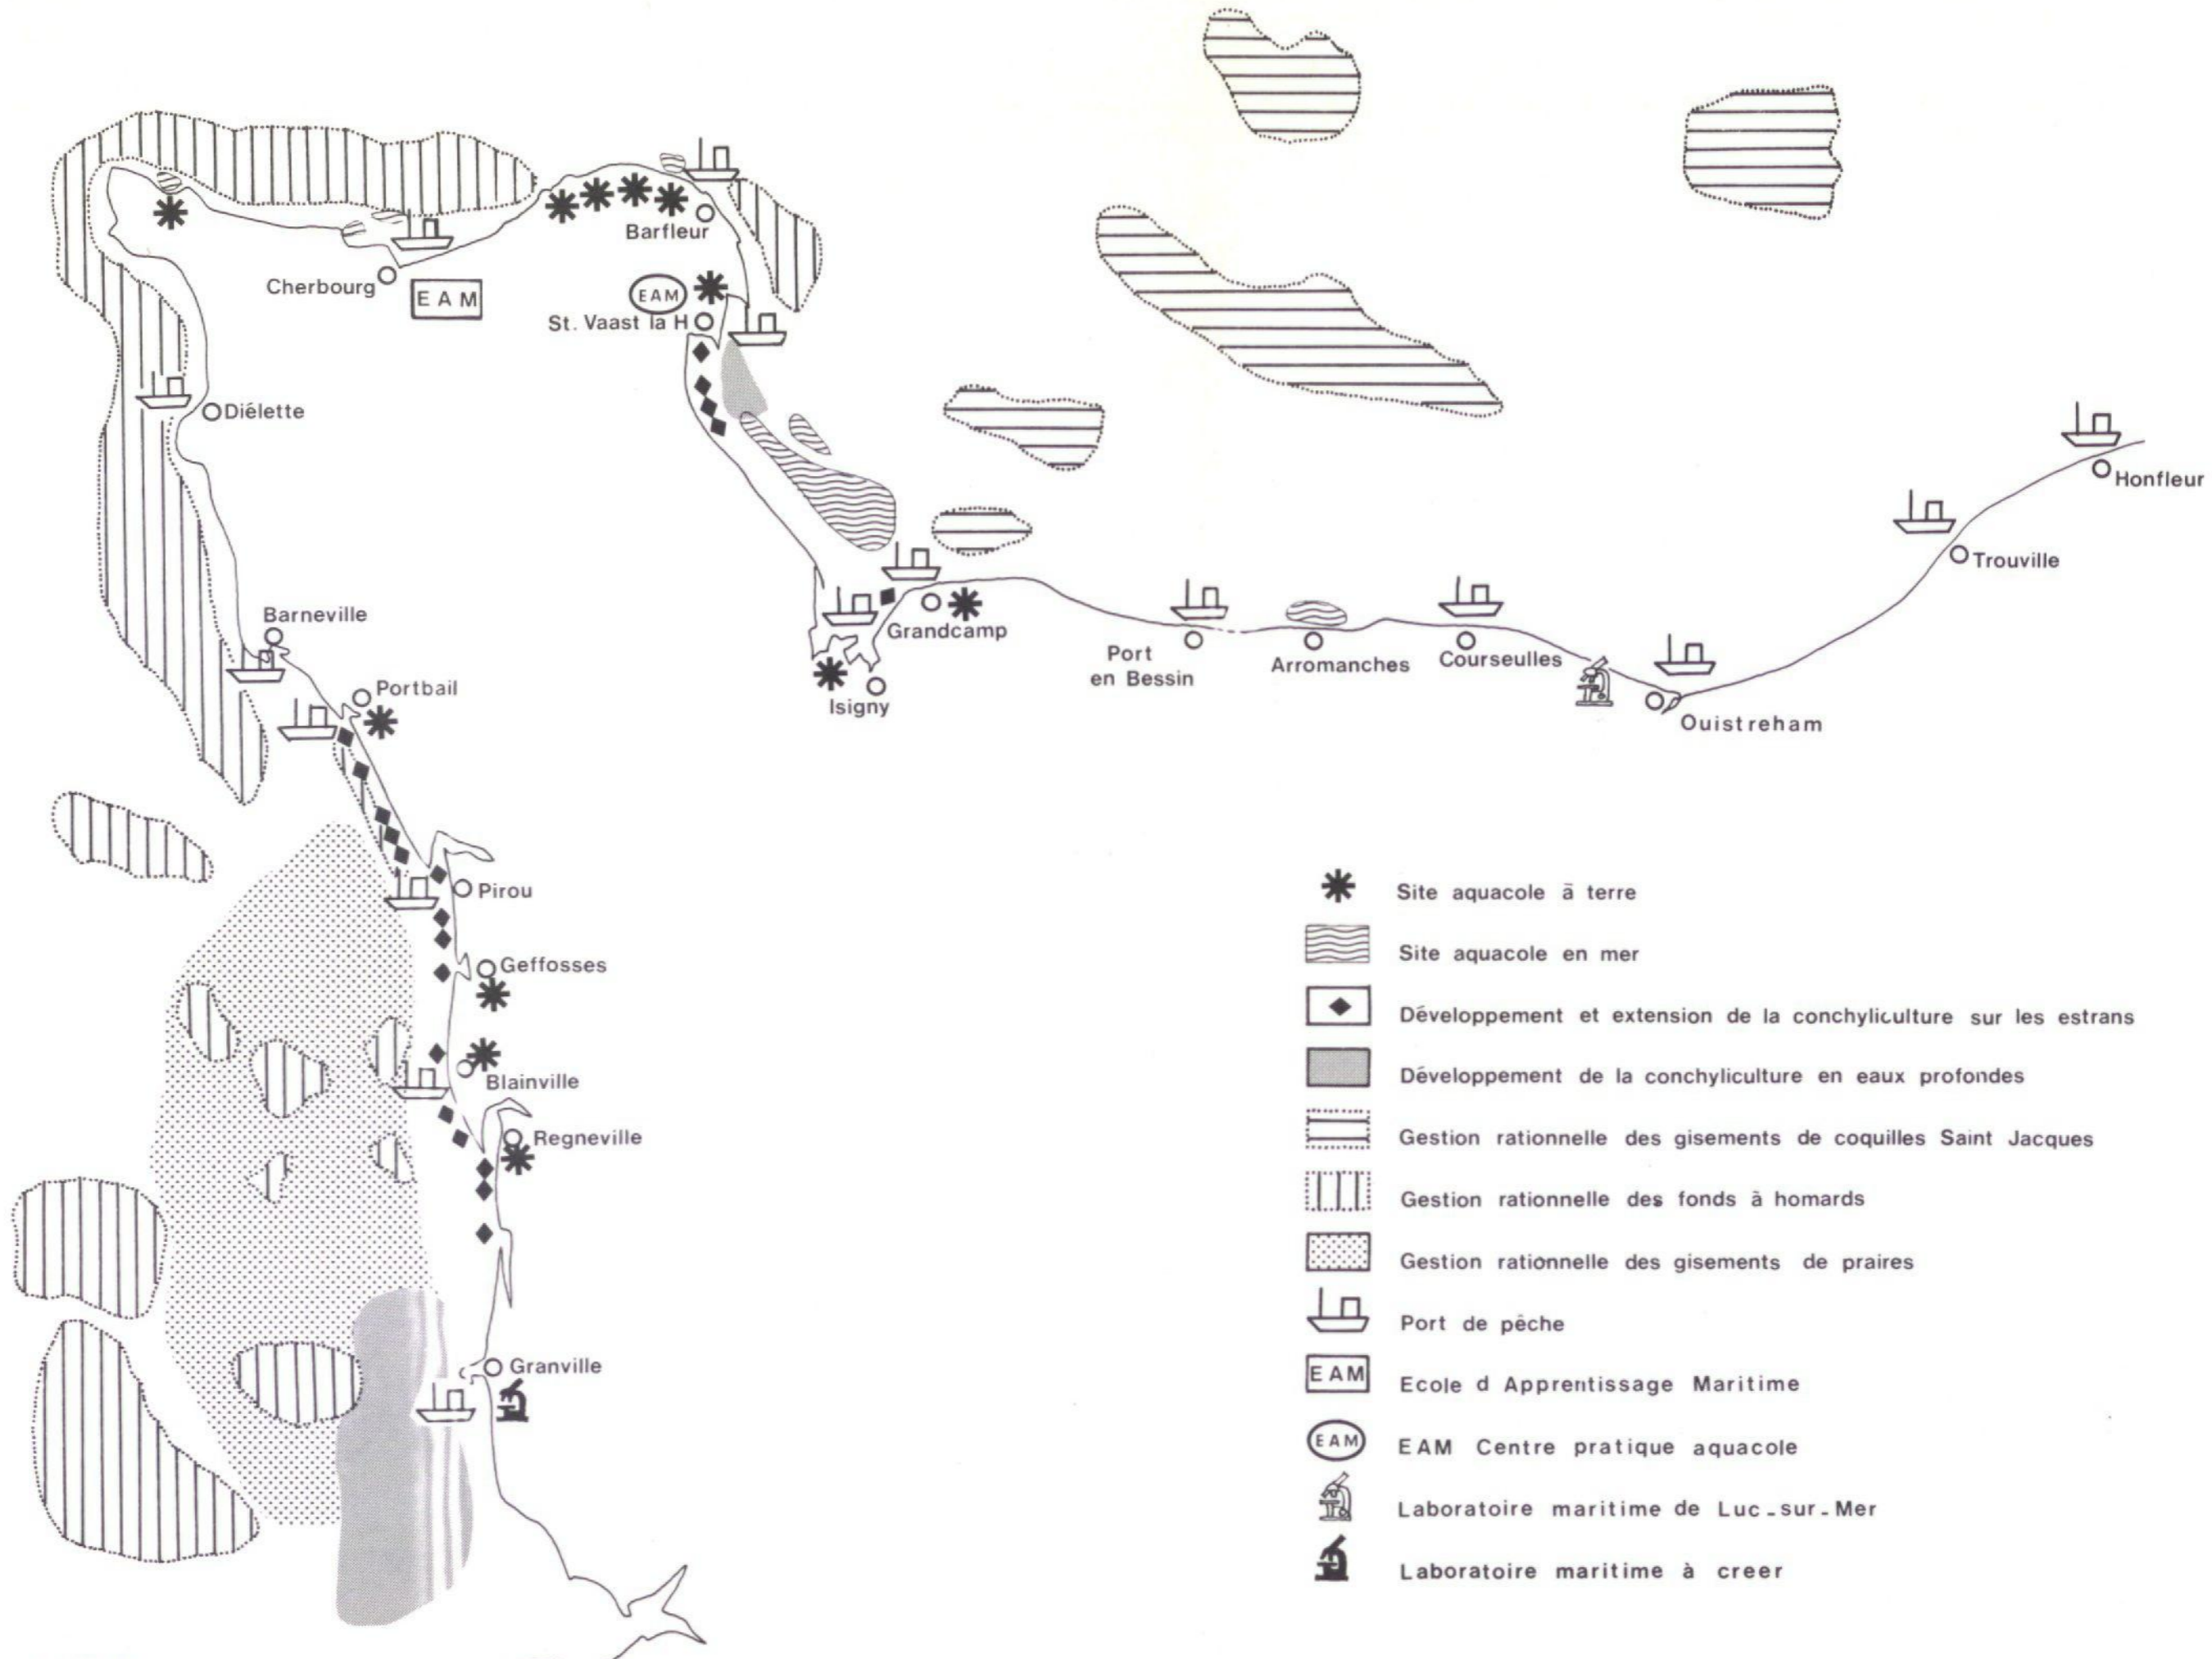 Barfleur
Cherbourg
E A M
EAM
St. Vaast la H
Diélette
Honfleur
Trouville
Barneville
Grandcamp
Port
en Bessin
Arromanches
Courseulles
Portbail
Isigny
Ouistreham
Pirou
Geffosses
Blainville
Regneville
Granville
Site aquacole à terre
Site aquacole en mer
Développement et extension de la conchyliculture sur les estrans
Développement de la conchyliculture en eaux profondes
Gestion rationnelle des gisements de coquilles Saint Jacques
Gestion rationnelle des fonds à homards
Gestion rationnelle des gisements de praires
Port de pêche
EAM Ecole d Apprentissage Maritime
EAM EAM Centre pratique aquacole
Laboratoire maritime de Luc-sur-Mer
Laboratoire maritime à creer